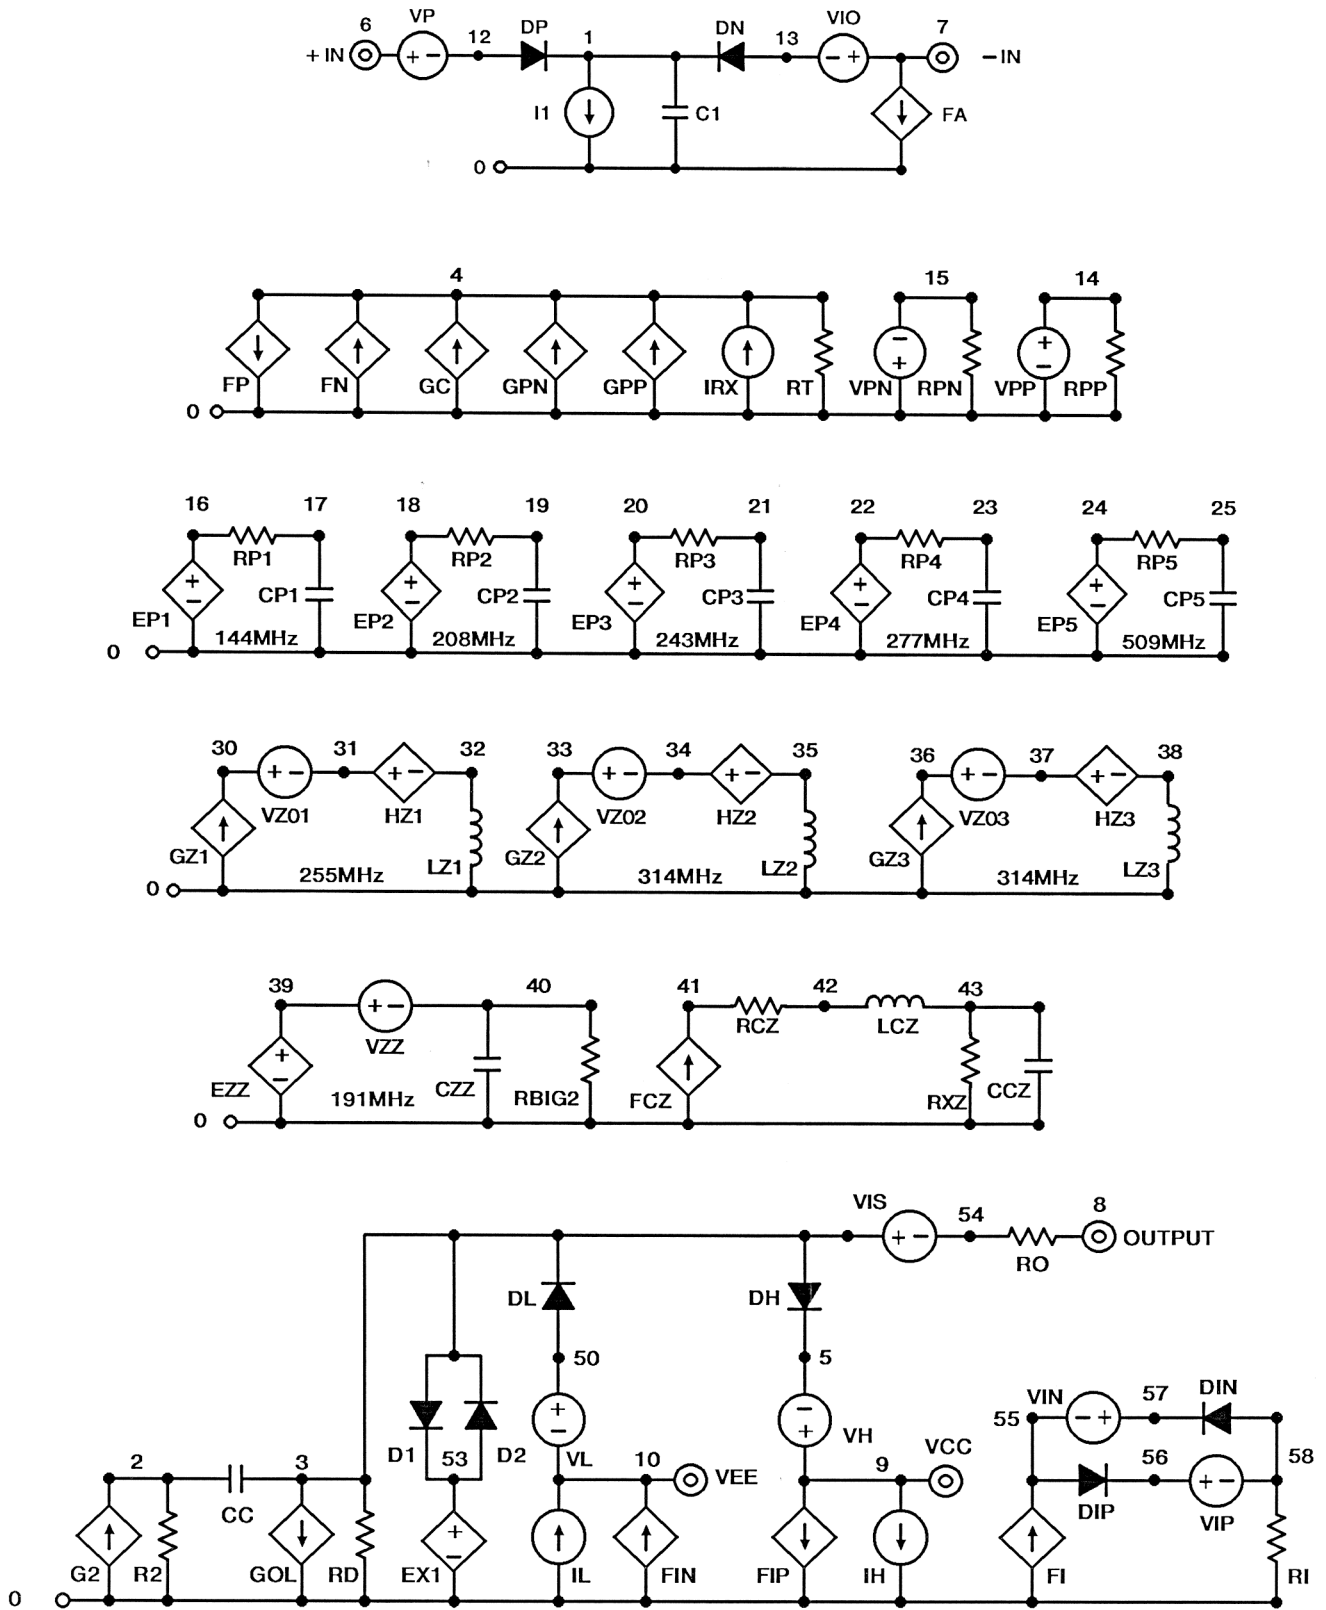 6 VP 12 DP 1 DN 13 VIO 7
+ IN + - - + - IN
I1 C1 FA
0
4 15 14
- + + -
FP FN GC GPN GPP IRX RT VPN RPN VPP RPP
0
16 17 18 19 20 21 22 23 24 25
RP1 RP2 RP3 RP4 RP5
+ - + - + - + - + -
CP1 CP2 CP3 CP4 CP5
EP1 EP2 EP3 EP4 EP5
144MHz 208MHz 243MHz 277MHz 509MHz
0
30 31 32 33 34 35 36 37 38
+ - + - + - + - + - + -
VZ01 HZ1 VZ02 HZ2 VZ03 HZ3
GZ1 LZ1 GZ2 LZ2 GZ3 LZ3
255MHz 314MHz 314MHz
0
39 40 41 42 43
+ -
VZZ RCZ LCZ
+ -
EZZ CZZ RBIG2 FCZ RXZ CCZ
191MHz
0
VIS 54 8
+ - OUTPUT
RO
DL DH
50 5
+ - - +
VIN 57 DIN
55 - +
D1 53 D2 VL VH VCC
2 3 10 VEE 9 56 58
+ -
CC DIP VIP
+ -
G2 R2 GOL RD EX1 IL FIN FIP IH FI RI
0